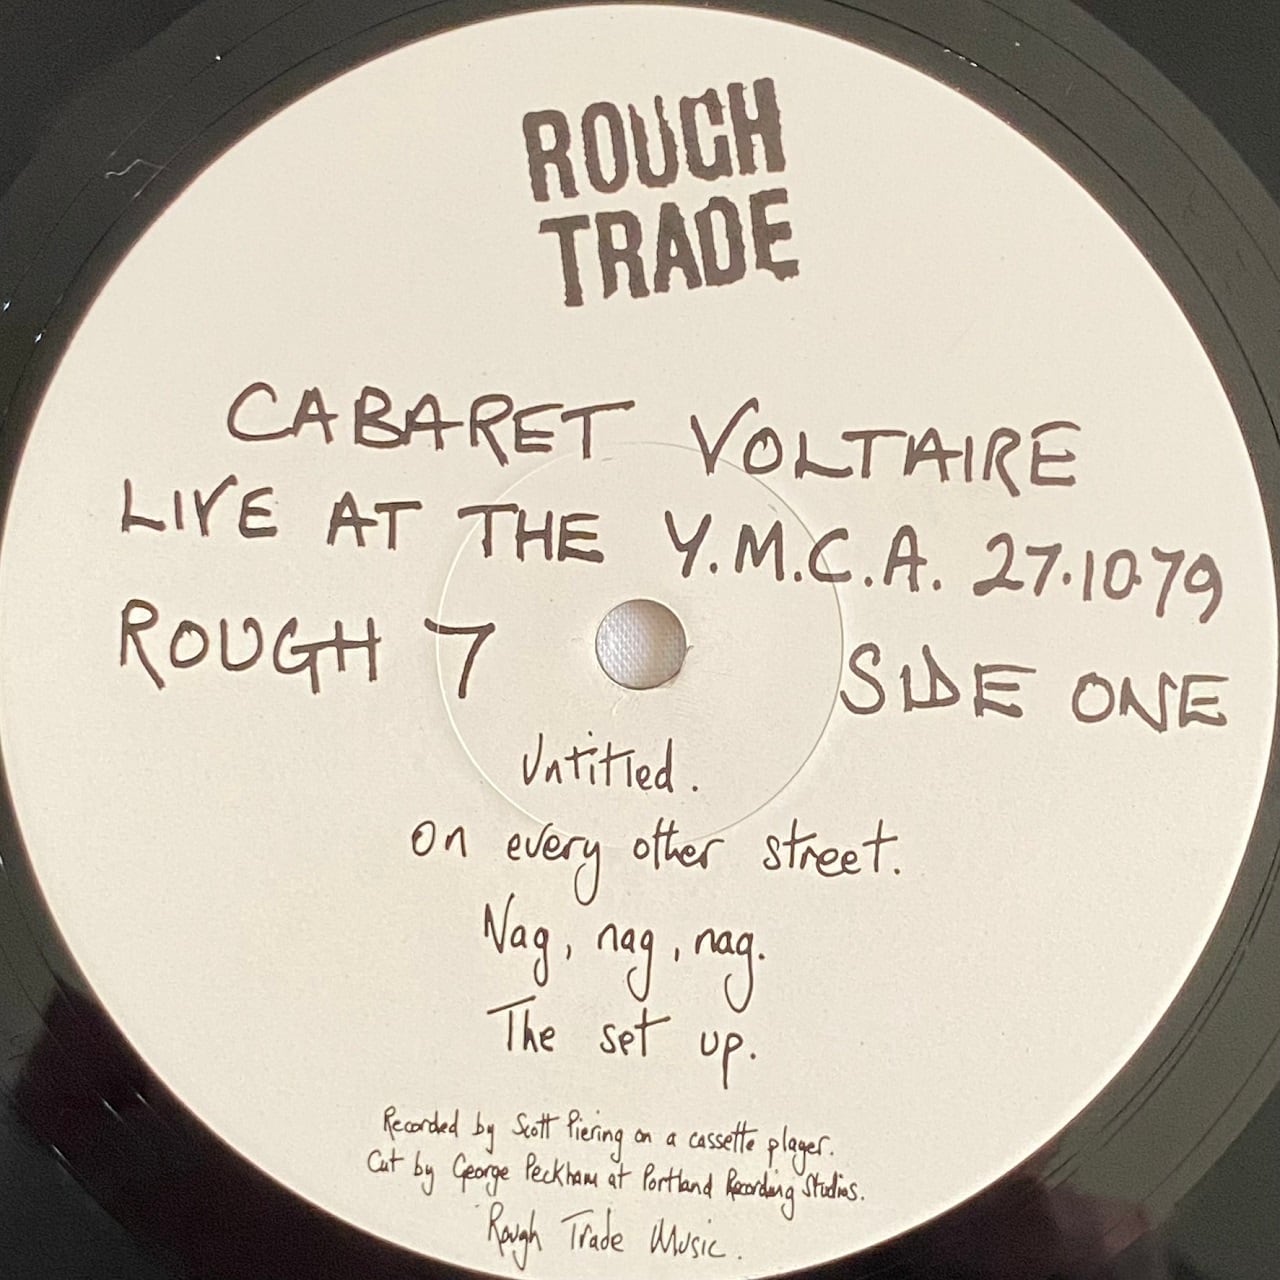 ROUGH
TRADE
CABARET VOLTAIRE
LIVE AT THE Y.M.C.A. 27.10.79
ROUGH 7 SIDE ONE
Untitled.
On every other street.
Nag, nag, nag.
The set up.
Recorded by Scott Piering on a cassette player.
Cut by George Peckham at Portland Recording Studios.
Rough Trade Music.